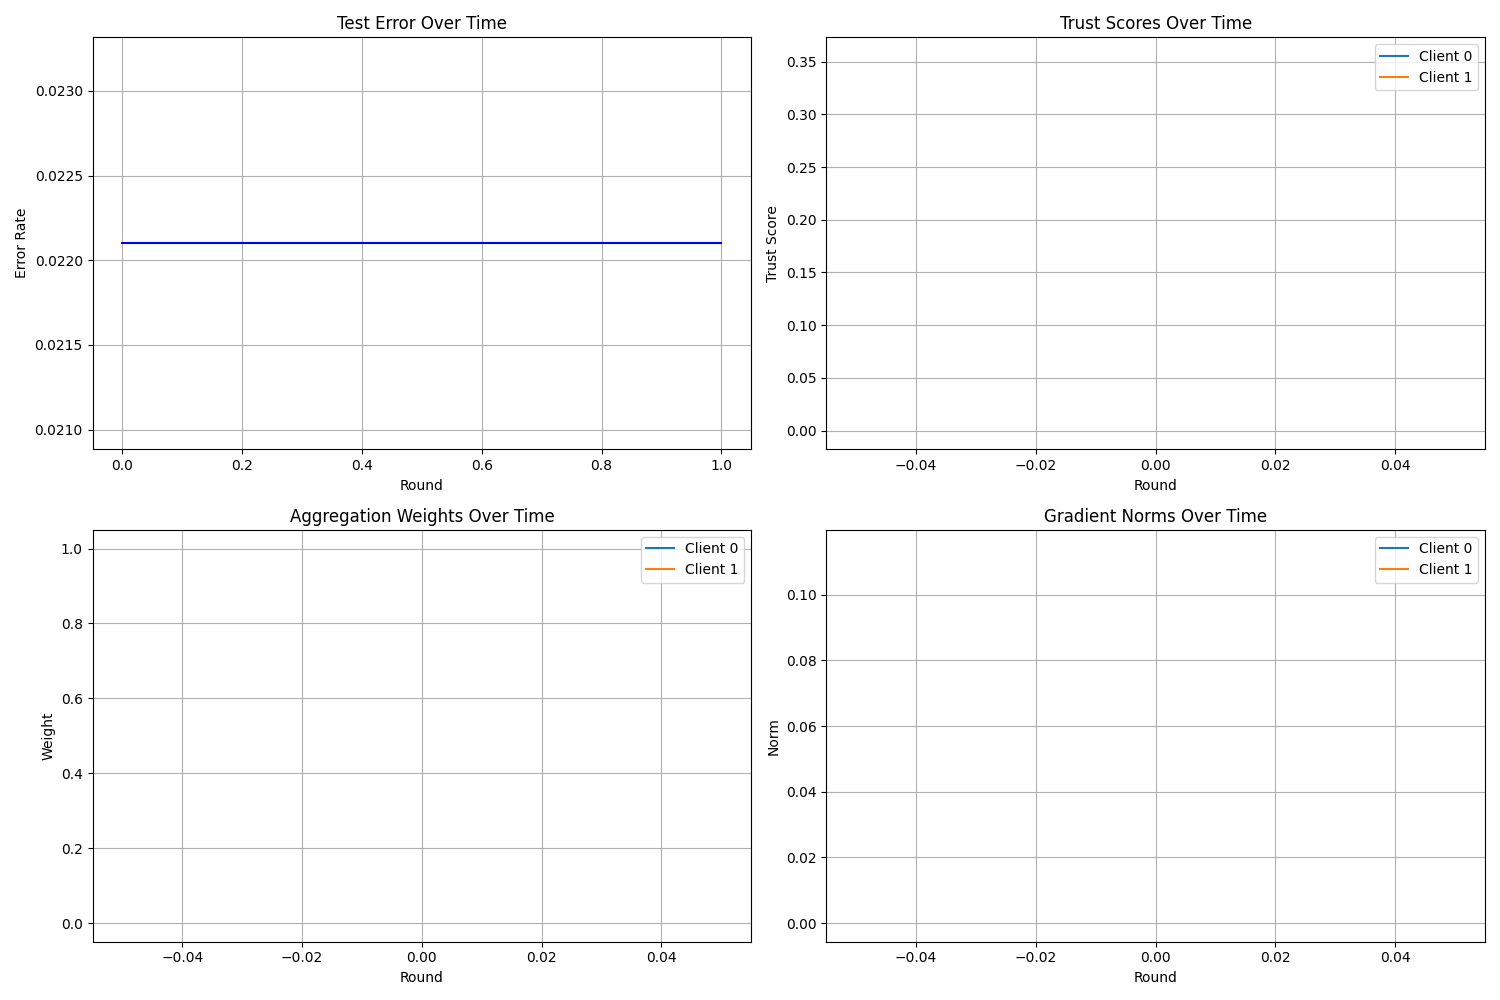 Test Error Over Time
Error Rate
0.0230
0.0225
0.0220
0.0215
0.0210
0.0 0.2 0.4 0.6 0.8 1.0
Round
Trust Scores Over Time
Trust Score
0.35
0.30
0.25
0.20
0.15
0.10
0.05
0.00
Client 0
Client 1
−0.04 −0.02 0.00 0.02 0.04
Round
Aggregation Weights Over Time
Weight
1.0
0.8
0.6
0.4
0.2
0.0
Client 0
Client 1
−0.04 −0.02 0.00 0.02 0.04
Round
Gradient Norms Over Time
Norm
0.10
0.08
0.06
0.04
0.02
0.00
Client 0
Client 1
−0.04 −0.02 0.00 0.02 0.04
Round